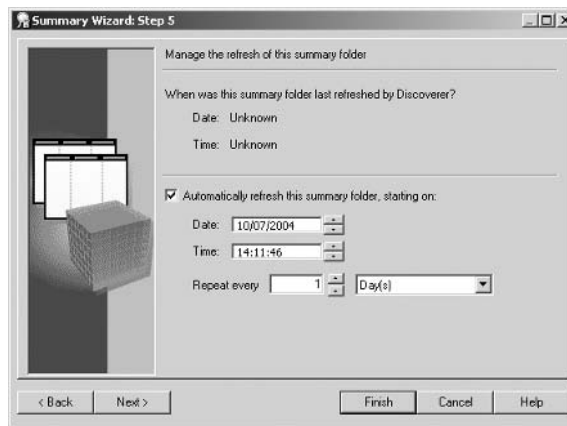 Summary Wizard: Step 5
Manage the refresh of this summary folder
When was this summary folder last refreshed by Discoverer?
Date: Unknown
Time: Unknown
Automatically refresh this summary folder, starting on:
Date: 10/07/2004
Time: 14:11:46
Repeat every 1 Day(s)
< Back Next > Finish Cancel Help